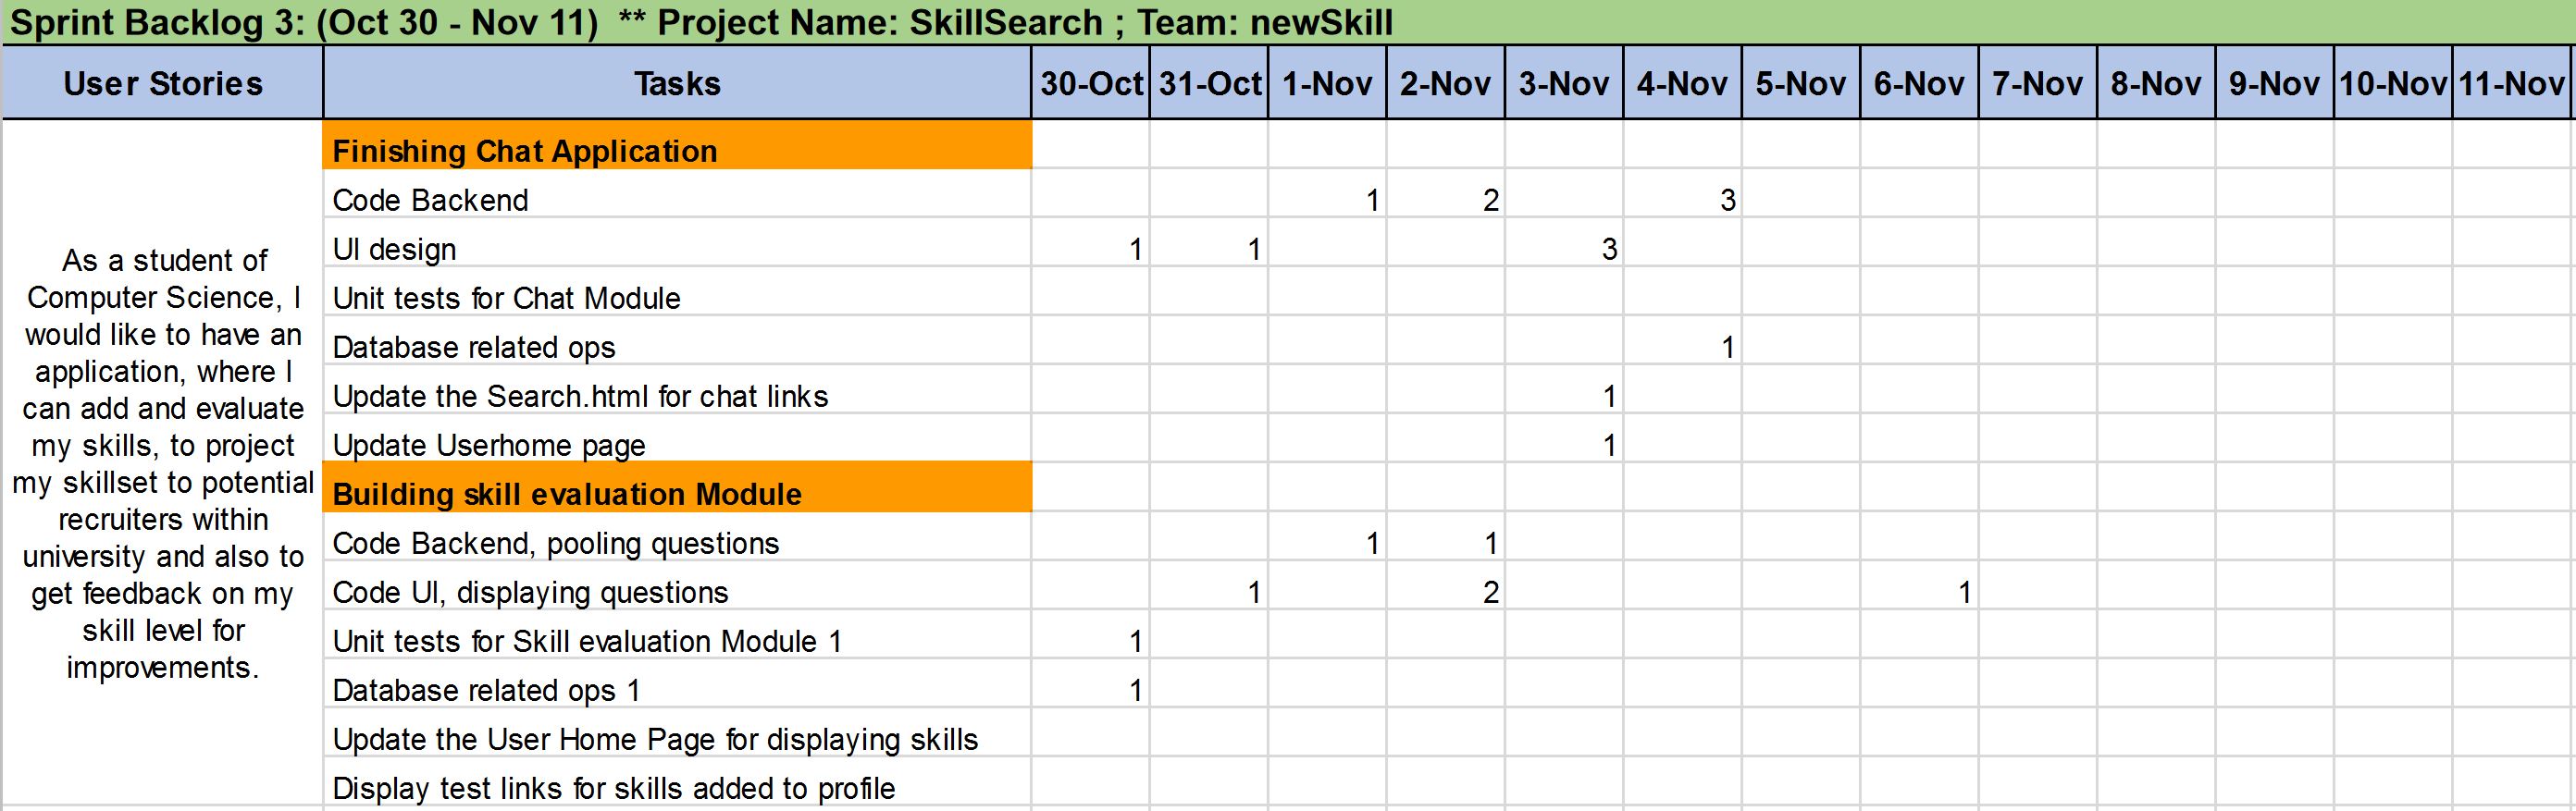 Sprint Backlog 3: (Oct 30 - Nov 11)  ** Project Name: SkillSearch ; Team: newSkill
User Stories Tasks 30-Oct 31-Oct 1-Nov 2-Nov 3-Nov 4-Nov 5-Nov 6-Nov 7-Nov 8-Nov 9-Nov 10-Nov 11-Nov
As a student of
Computer Science, I
would like to have an
application, where I
can add and evaluate
my skills, to project
my skillset to potential
recruiters within
university and also to
get feedback on my
skill level for
improvements.
Finishing Chat Application
Code Backend 1 2 3
UI design 1 1 3
Unit tests for Chat Module
Database related ops 1
Update the Search.html for chat links 1
Update Userhome page 1
Building skill evaluation Module
Code Backend, pooling questions 1 1
Code UI, displaying questions 1 2 1
Unit tests for Skill evaluation Module 1 1
Database related ops 1 1
Update the User Home Page for displaying skills
Display test links for skills added to profile